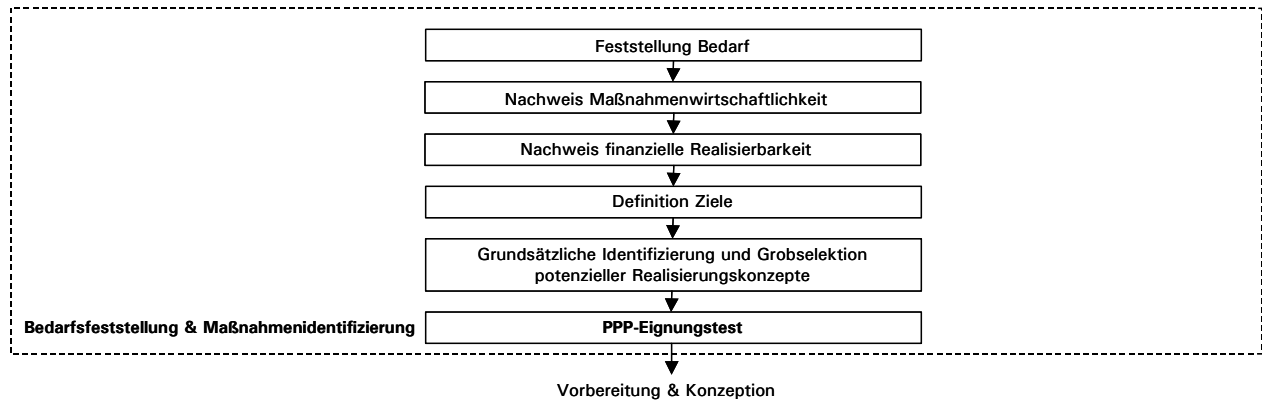 Feststellung Bedarf
Nachweis Maßnahmenwirtschaftlichkeit
Nachweis finanzielle Realisierbarkeit
Definition Ziele
Grundsätzliche Identifizierung und Grobselektion
potenzieller Realisierungskonzepte
Bedarfsfeststellung & Maßnahmenidentifizierung
PPP-Eignungstest
Vorbereitung & Konzeption